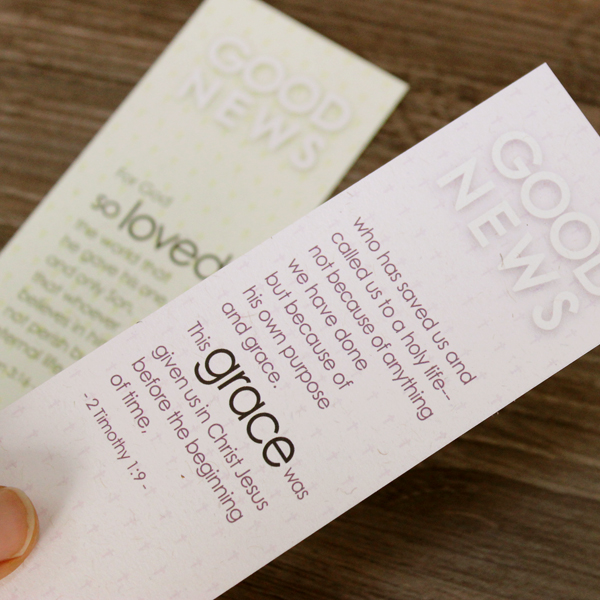 GOOD
NEWS
For God
so loved
the world that
he gave his one
and only Son
that whoever
believes in
not perish
eternal life
GOOD
NEWS
who has saved us and
called us to a holy life--
not because of anything
we have done
but because of
his own purpose
and grace.
This grace was
given us in Christ Jesus
before the beginning
of time,
-2 Timothy 1:9 -